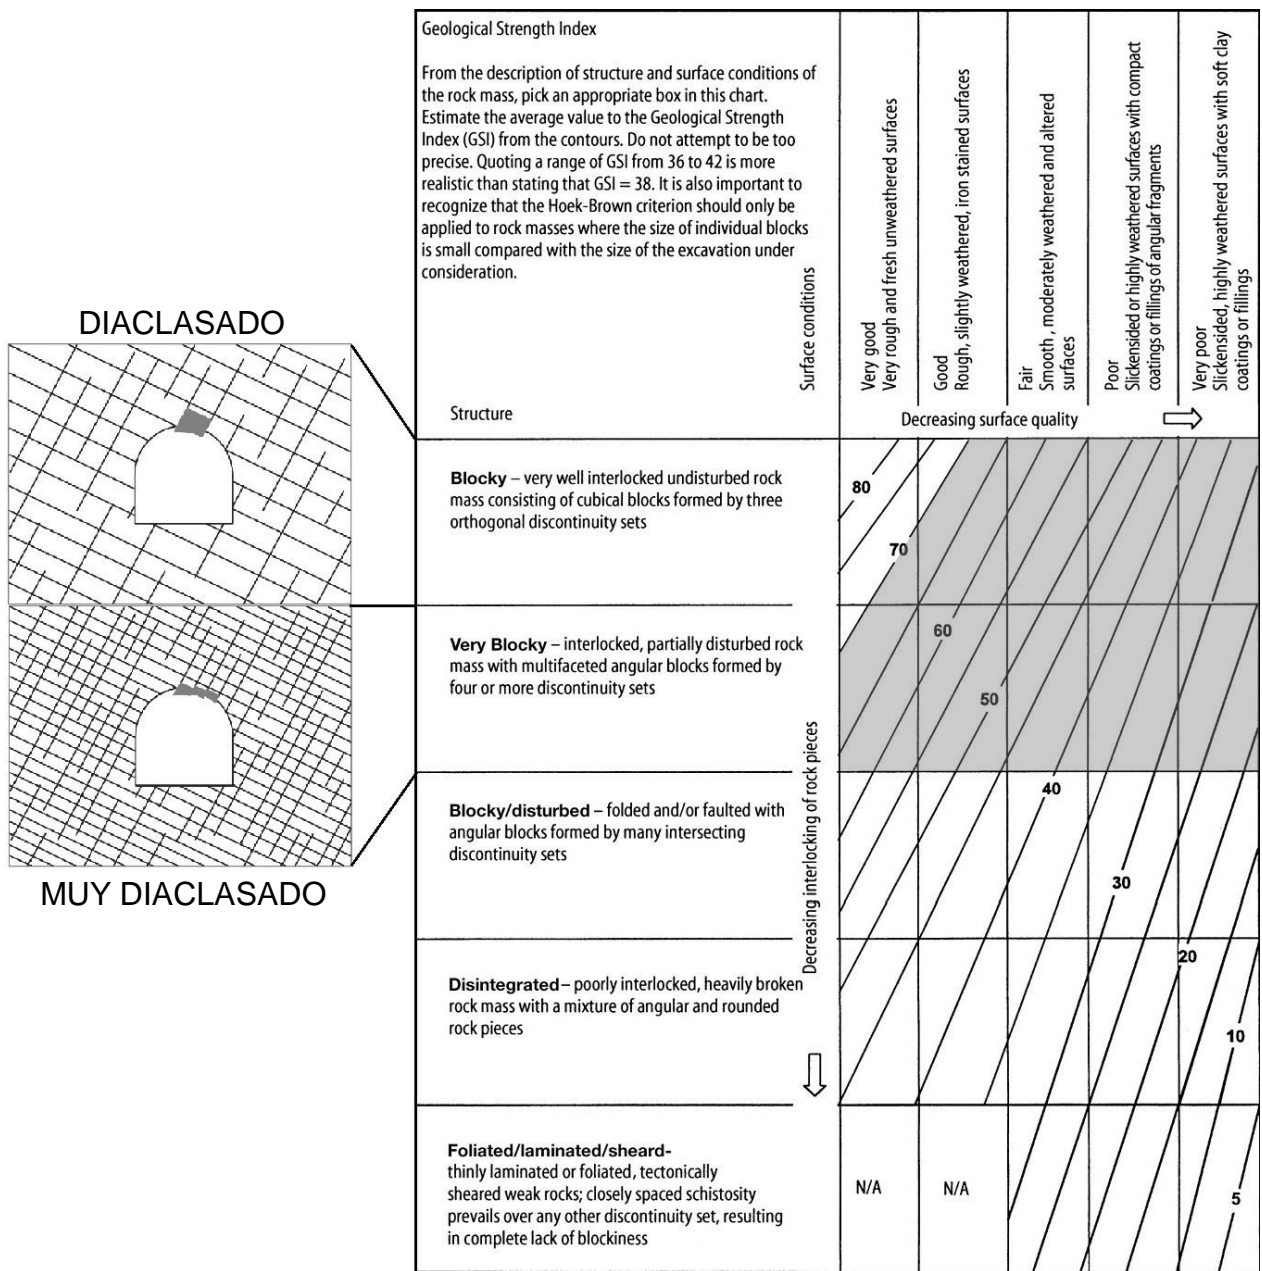 Geological Strength Index
From the description of structure and surface conditions of
the rock mass, pick an appropriate box in this chart.
Estimate the average value to the Geological Strength
Index (GSI) from the contours. Do not attempt to be too
precise. Quoting a range of GSI from 36 to 42 is more
realistic than stating that GSI = 38. It is also important to
recognize that the Hoek-Brown criterion should only be
applied to rock masses where the size of individual blocks
is small compared with the size of the excavation under
consideration.
Surface conditions
Very good
Very rough and fresh unweathered surfaces
Good
Rough, slightly weathered, iron stained surfaces
Fair
Smooth , moderately weathered and altered
surfaces
Poor
Slickensided or highly weathered surfaces with compact
coatings or fillings of angular fragments
Very poor
Slickensided, highly weathered surfaces with soft clay
coatings or fillings
Structure
Decreasing surface quality
DIACLASADO
MUY DIACLASADO
Blocky – very well interlocked undisturbed rock
mass consisting of cubical blocks formed by three
orthogonal discontinuity sets
Very Blocky – interlocked, partially disturbed rock
mass with multifaceted angular blocks formed by
four or more discontinuity sets
Blocky/disturbed – folded and/or faulted with
angular blocks formed by many intersecting
discontinuity sets
Disintegrated– poorly interlocked, heavily broken
rock mass with a mixture of angular and rounded
rock pieces
Foliated/laminated/sheard-
thinly laminated or foliated, tectonically
sheared weak rocks; closely spaced schistosity
prevails over any other discontinuity set, resulting
in complete lack of blockiness
Decreasing interlocking of rock pieces
80
70
60
50
40
30
20
10
N/A
N/A
5